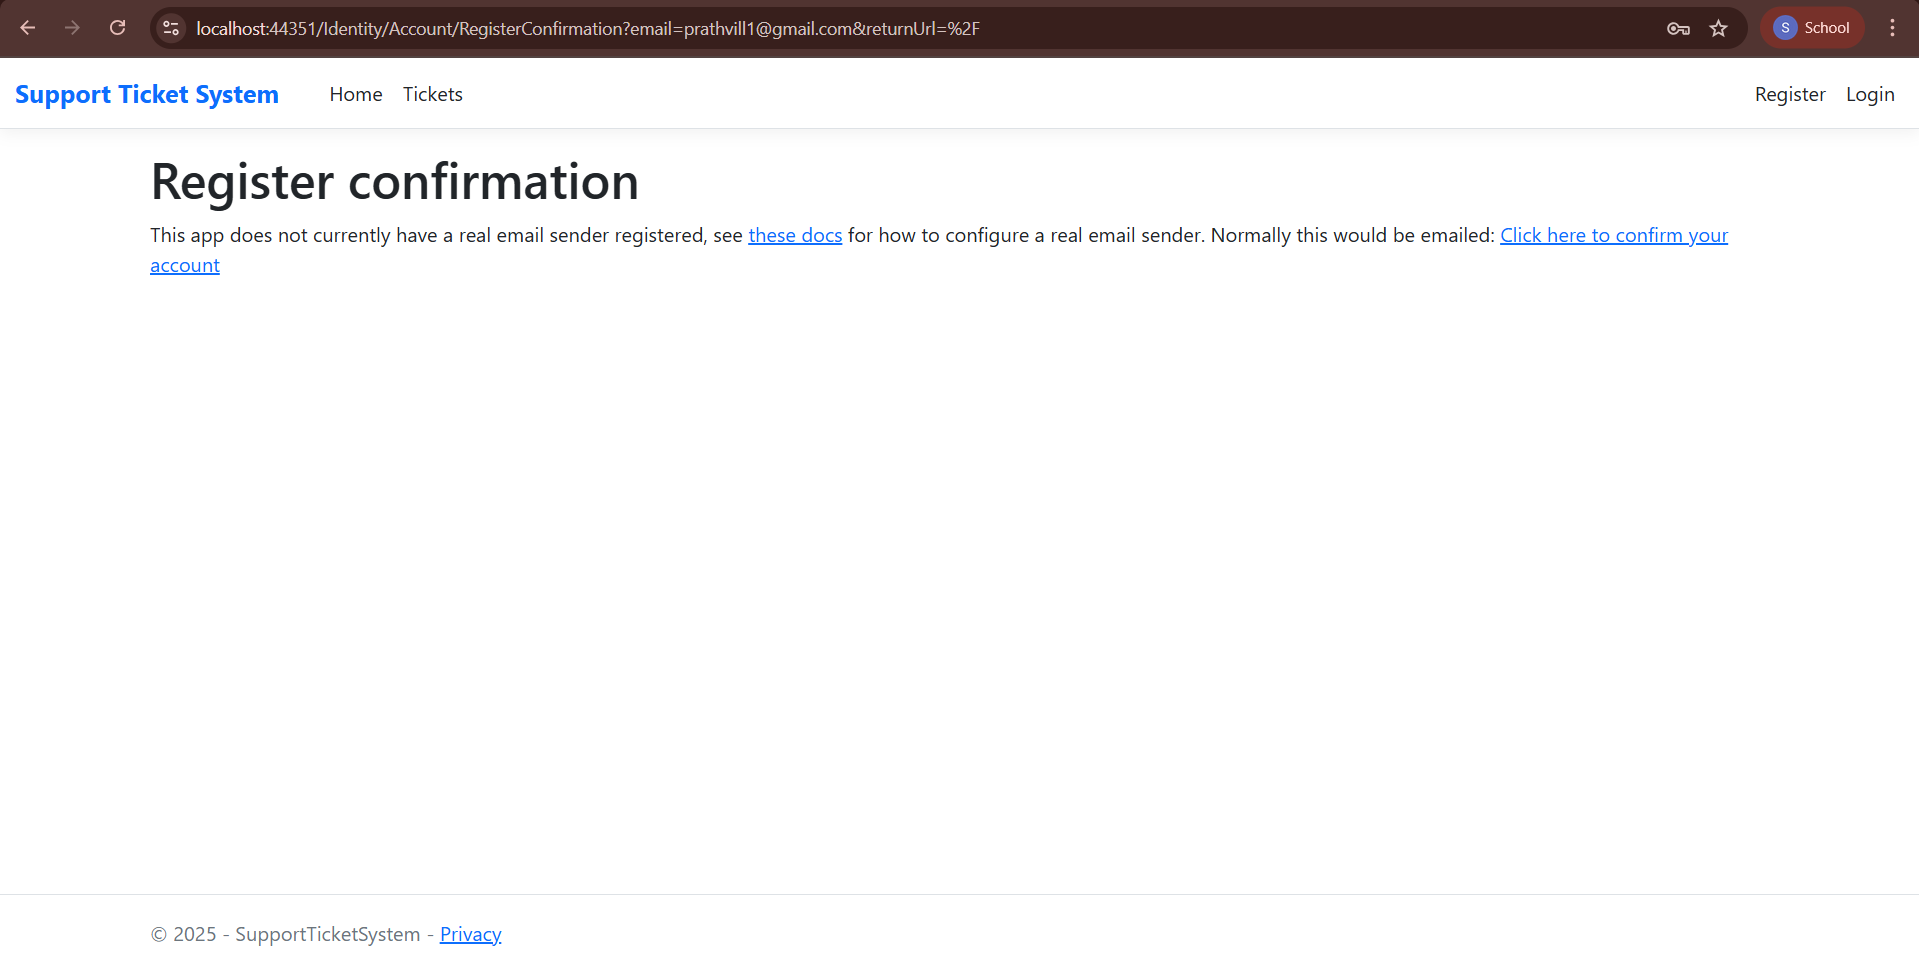 localhost:44351/Identity/Account/RegisterConfirmation?email=prathvill1@gmail.com&returnUrl=%2F
S School
Support Ticket System Home Tickets Register Login
Register confirmation
This app does not currently have a real email sender registered, see these docs for how to configure a real email sender. Normally this would be emailed: Click here to confirm your
account
© 2025 - SupportTicketSystem - Privacy